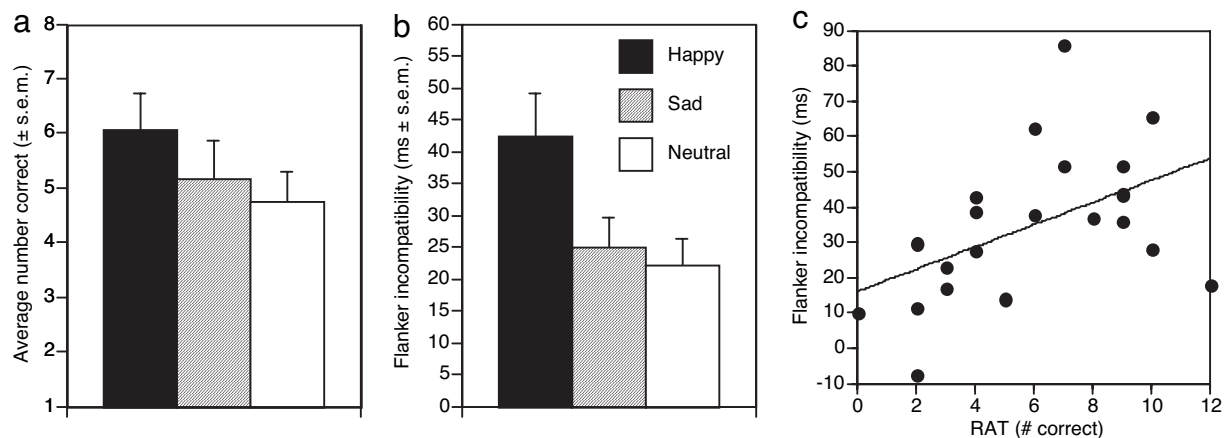 a
Average number correct (± s.e.m.)
8
7
6
5
4
3
2
1
b
Flanker incompatibility (ms ± s.e.m.)
60
55
50
45
40
35
30
25
20
15
10
5
0
Happy
Sad
Neutral
c
Flanker incompatibility (ms)
90
80
70
60
50
40
30
20
10
0
-10
0 2 4 6 8 10 12
RAT (# correct)